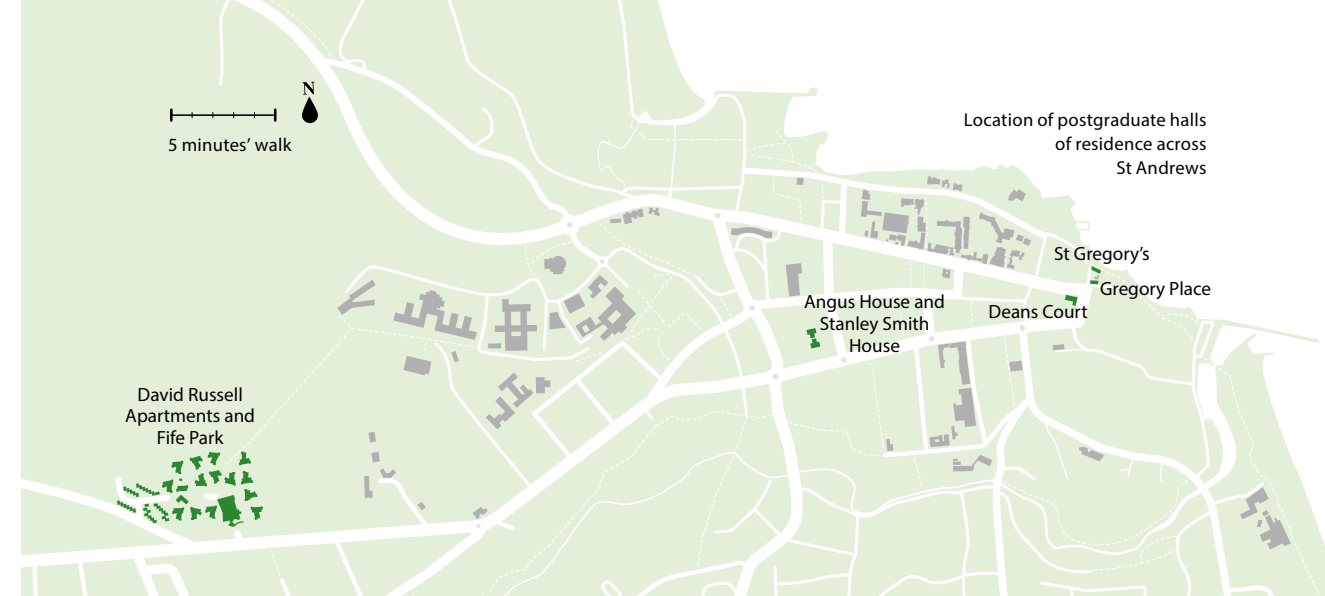 N
5 minutes’ walk
Location of postgraduate halls
of residence across
St Andrews
St Gregory’s
Gregory Place
Deans Court
Angus House and
Stanley Smith
House
David Russell
Apartments and
Fife Park